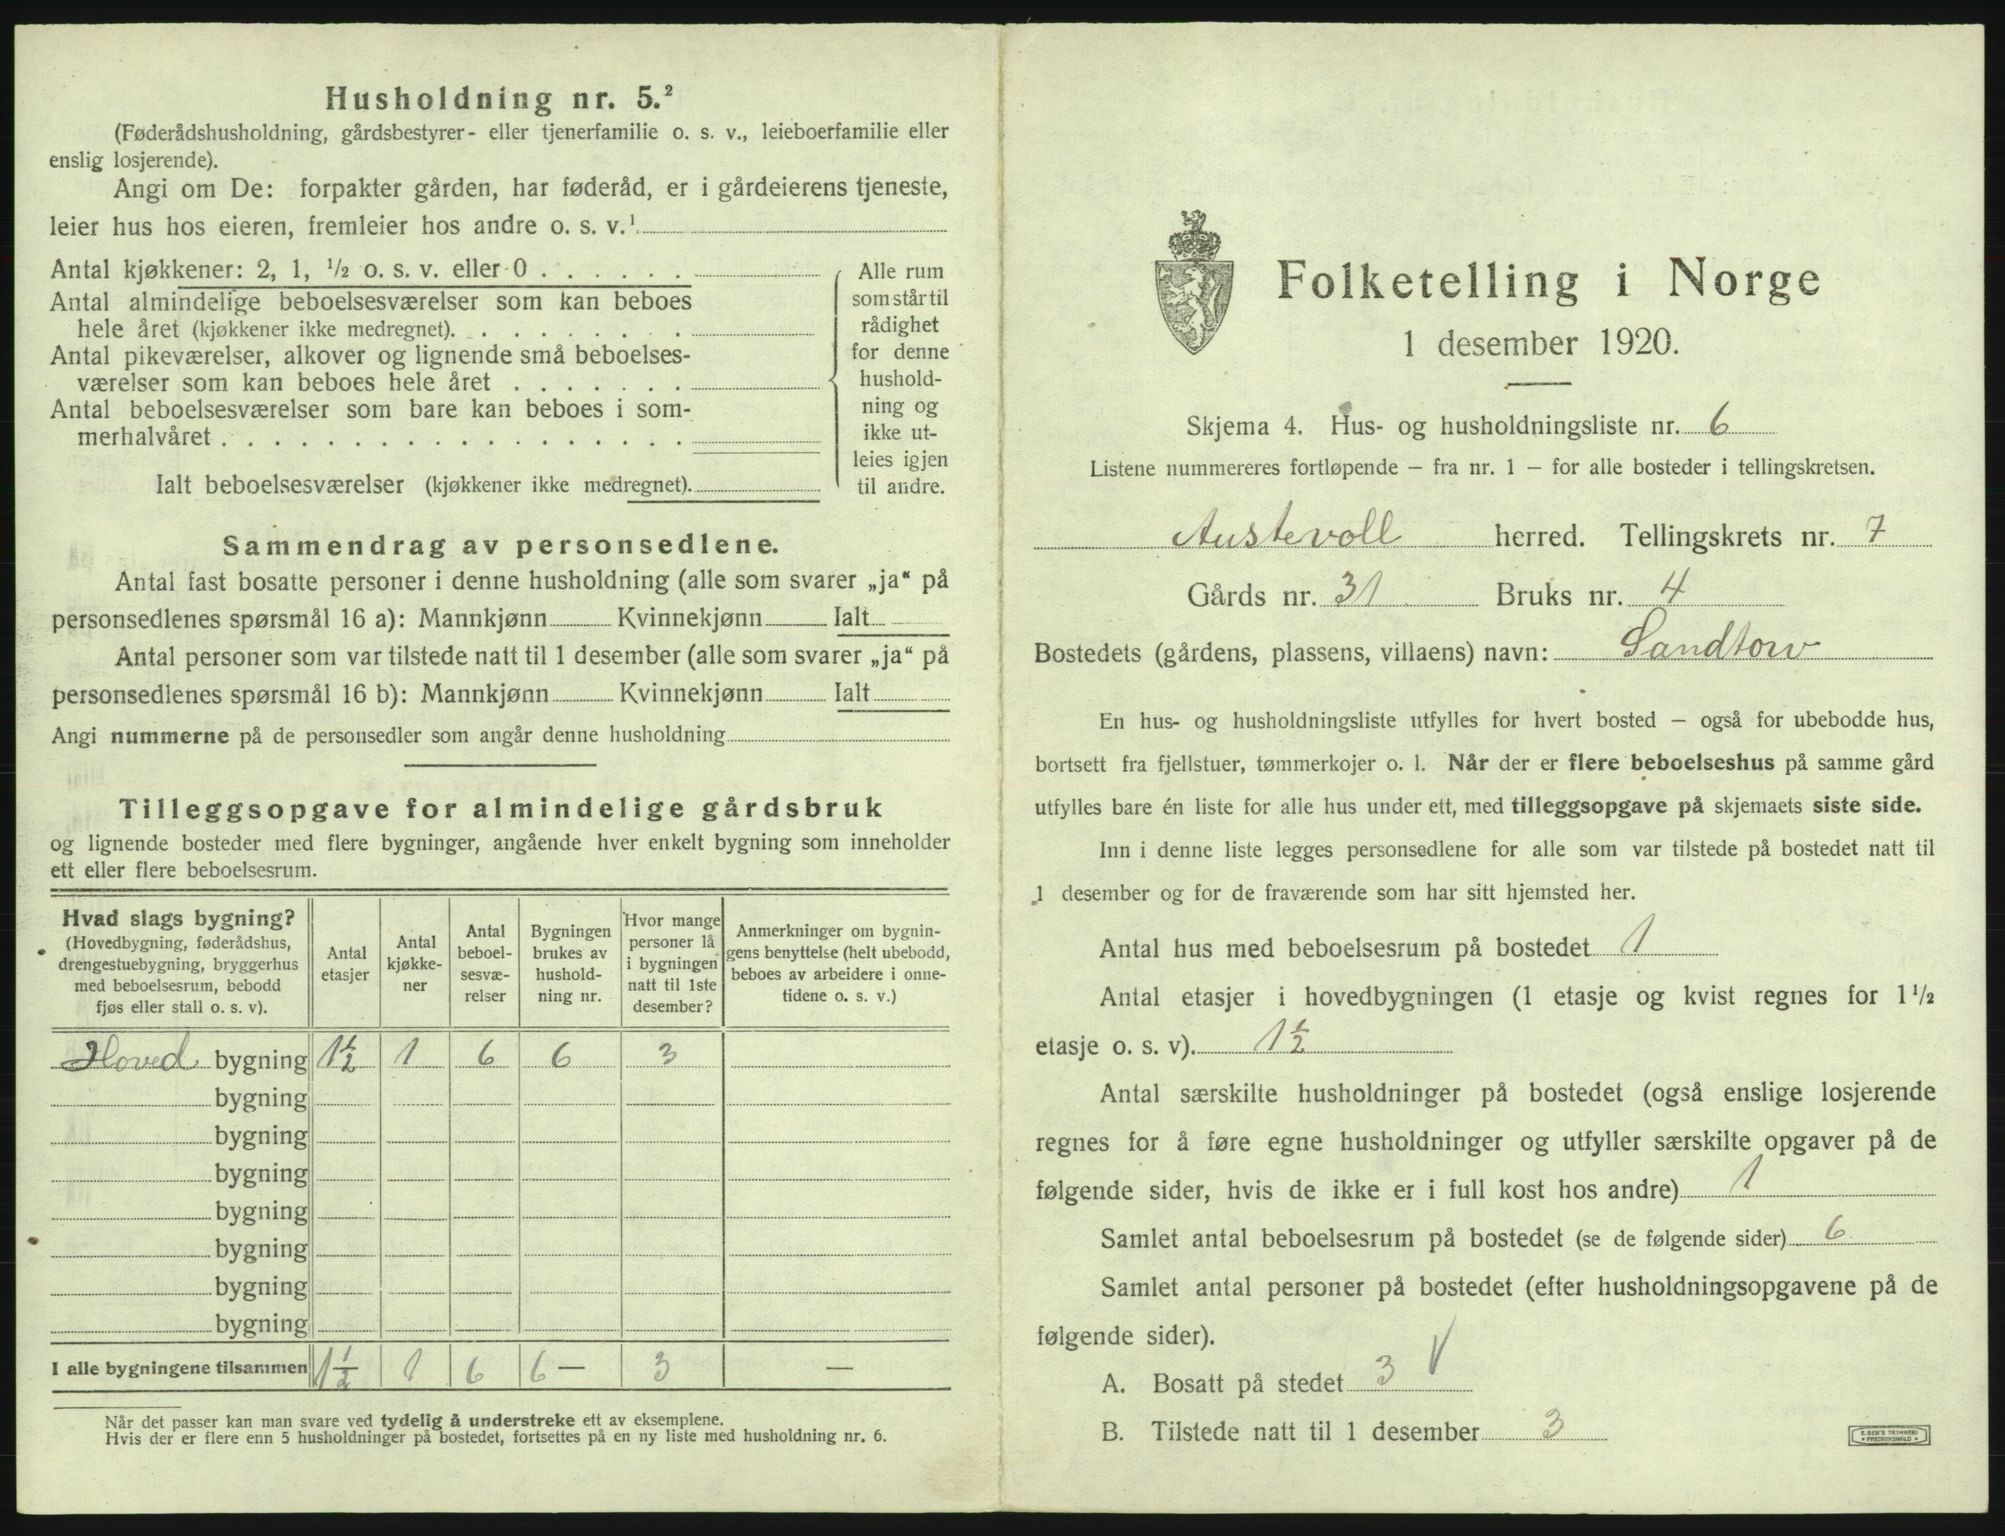 Husholdning nr. 5.²
(Føderådshusholdning, gårdsbestyrer- eller tjenerfamilie o. s. v., leieboerfamilie eller
enslig losjerende).
Angi om De: forpakter gården, har føderåd, er i gårdeierens tjeneste,
leier hus hos eieren, fremleier hos andre o. s. v.¹
Antal kjøkkener: 2, 1, ½ o. s. v. eller 0
Antal almindelige beboelsesværelser som kan beboes
hele året (kjøkkener ikke medregnet).
Antal pikeværelser, alkover og lignende små beboelses-
værelser som kan beboes hele året
Antal beboelsesværelser som bare kan beboes i som-
merhalvåret
Ialt beboelsesværelser (kjøkkener ikke medregnet).
Alle rum
som står til
rådighet
for denne
hushold-
ning og
ikke ut-
leies igjen
til andre.
Sammendrag av personsedlene.
Antal fast bosatte personer i denne husholdning (alle som svarer „ja“ på
personsedlenes spørsmål 16 a): Mannkjønn Kvinnekjønn Ialt
Antal personer som var tilstede natt til 1 desember (alle som svarer „ja“ på
personsedlenes spørsmål 16 b): Mannkjønn Kvinnekjønn Ialt
Angi nummerne på de personsedler som angår denne husholdning
Tilleggsopgave for almindelige gårdsbruk
og lignende bosteder med flere bygninger, angående hver enkelt bygning som inneholder
ett eller flere beboelsesrum.
Hvad slags bygning?
(Hovedbygning, føderådshus,
drengestuebygning, bryggerhus
med beboelsesrum, bebodd
fjøs eller stall o. s. v).
Antal
etasjer
Antal
kjøkke-
ner
Antal
beboel-
sesvæ-
relser
Bygningen
brukes av
hushold-
ning nr.
Hvor mange
personer lå
i bygningen
natt til 1ste
desember?
Anmerkninger om bygnin-
gens benyttelse (helt ubebodd,
beboes av arbeidere i onne-
tidene o. s. v.)
Hoved bygning 1½ 1 6 6 3
bygning
bygning
bygning
bygning
bygning
bygning
bygning
I alle bygningene tilsammen 1½ 1 6 6 — 3 —
Når det passer kan man svare ved tydelig å understreke ett av eksemplene.
Hvis der er flere enn 5 husholdninger på bostedet, fortsettes på en ny liste med husholdning nr. 6.
Folketelling i Norge
1 desember 1920.
Skjema 4. Hus- og husholdningsliste nr. 6
Listene nummereres fortløpende – fra nr. 1 – for alle bosteder i tellingskretsen.
Austevoll herred. Tellingskrets nr. 7
Gårds nr. 31 Bruks nr. 4
Bostedets (gårdens, plassens, villaens) navn: Sandtorv
En hus- og husholdningsliste utfylles for hvert bosted – også for ubebodde hus,
bortsett fra fjellstuer, tømmerkojer o. l. Når der er flere beboelseshus på samme gård
utfylles bare én liste for alle hus under ett, med tilleggsopgave på skjemaets siste side.
Inn i denne liste legges personsedlene for alle som var tilstede på bostedet natt til
1 desember og for de fraværende som har sitt hjemsted her.
Antal hus med beboelsesrum på bostedet 1
Antal etasjer i hovedbygningen (1 etasje og kvist regnes for 1½
etasje o. s. v). 1½
Antal særskilte husholdninger på bostedet (også enslige losjerende
regnes for å føre egne husholdninger og utfyller særskilte opgaver på de
følgende sider, hvis de ikke er i full kost hos andre) 1
Samlet antal beboelsesrum på bostedet (se de følgende sider) 6
Samlet antal personer på bostedet (efter husholdningsopgavene på de
følgende sider).
A. Bosatt på stedet 3
B. Tilstede natt til 1 desember 3
E. SEM'S TRYKKERI
FREDRIKSHALD